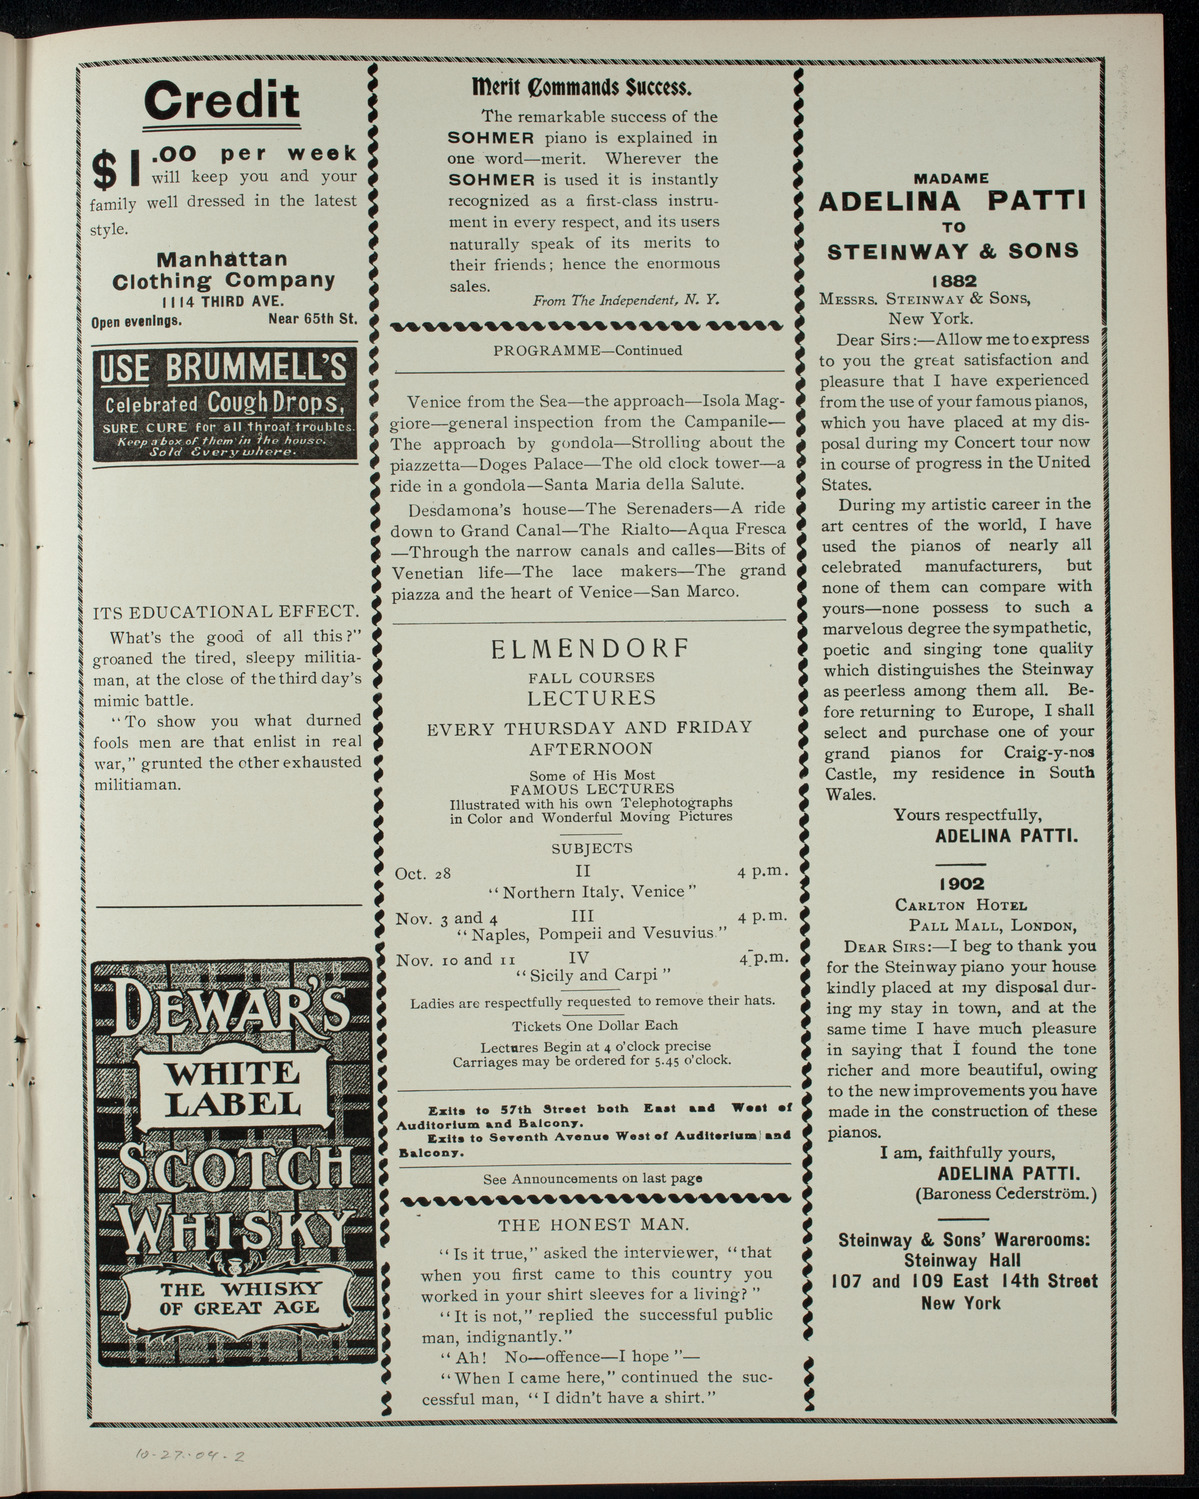 Credit
$1.00 per week
will keep you and your
family well dressed in the latest
style.
Manhattan
Clothing Company
1114 THIRD AVE.
Open evenings. Near 65th St.
USE BRUMMELL'S
Celebrated Cough Drops,
SURE CURE for all throat troubles.
Keep a box of them in the house.
Sold Everywhere.
ITS EDUCATIONAL EFFECT.
What's the good of all this?"
groaned the tired, sleepy militia-
man, at the close of the third day's
mimic battle.
"To show you what durned
fools men are that enlist in real
war," grunted the other exhausted
militiaman.
DEWAR'S
WHITE
LABEL
SCOTCH
WHISKY
THE WHISKY
OF GREAT AGE
Merit Commands Success.
The remarkable success of the
SOHMER piano is explained in
one word—merit. Wherever the
SOHMER is used it is instantly
recognized as a first-class instru-
ment in every respect, and its users
naturally speak of its merits to
their friends; hence the enormous
sales.
From The Independent, N. Y.
PROGRAMME—Continued
Venice from the Sea—the approach—Isola Mag-
giore—general inspection from the Campanile—
The approach by gondola—Strolling about the
piazzetta—Doges Palace—The old clock tower—a
ride in a gondola—Santa Maria della Salute.
Desdamona's house—The Serenaders—A ride
down to Grand Canal—The Rialto—Aqua Fresca
—Through the narrow canals and calles—Bits of
Venetian life—The lace makers—The grand
piazza and the heart of Venice—San Marco.
ELMENDORF
FALL COURSES
LECTURES
EVERY THURSDAY AND FRIDAY
AFTERNOON
Some of His Most
FAMOUS LECTURES
Illustrated with his own Telephotographs
in Color and Wonderful Moving Pictures
SUBJECTS
Oct. 28 II 4 p.m.
"Northern Italy, Venice"
Nov. 3 and 4 III 4 p.m.
"Naples, Pompeii and Vesuvius."
Nov. 10 and 11 IV 4 p.m.
"Sicily and Carpi"
Ladies are respectfully requested to remove their hats.
Tickets One Dollar Each
Lectures Begin at 4 o'clock precise
Carriages may be ordered for 5.45 o'clock.
Exits to 57th Street both East and West of
Auditorium and Balcony.
Exits to Seventh Avenue West of Auditorium and
Balcony.
See Announcements on last page
THE HONEST MAN.
"Is it true," asked the interviewer, "that
when you first came to this country you
worked in your shirt sleeves for a living?"
"It is not," replied the successful public
man, indignantly."
"Ah! No—offence—I hope"—
"When I came here," continued the suc-
cessful man, "I didn't have a shirt."
MADAME
ADELINA PATTI
TO
STEINWAY & SONS
1882
MESSRS. STEINWAY & SONS,
New York.
Dear Sirs:—Allow me to express
to you the great satisfaction and
pleasure that I have experienced
from the use of your famous pianos,
which you have placed at my dis-
posal during my Concert tour now
in course of progress in the United
States.
During my artistic career in the
art centres of the world, I have
used the pianos of nearly all
celebrated manufacturers, but
none of them can compare with
yours—none possess to such a
marvelous degree the sympathetic,
poetic and singing tone quality
which distinguishes the Steinway
as peerless among them all. Be-
fore returning to Europe, I shall
select and purchase one of your
grand pianos for Craig-y-nos
Castle, my residence in South
Wales.
Yours respectfully,
ADELINA PATTI.
1902
CARLTON HOTEL
PALL MALL, LONDON,
DEAR SIRS:—I beg to thank you
for the Steinway piano your house
kindly placed at my disposal dur-
ing my stay in town, and at the
same time I have much pleasure
in saying that I found the tone
richer and more beautiful, owing
to the new improvements you have
made in the construction of these
pianos.
I am, faithfully yours,
ADELINA PATTI.
(Baroness Cederström.)
Steinway & Sons' Warerooms:
Steinway Hall
107 and 109 East 14th Street
New York
10-27-04-2